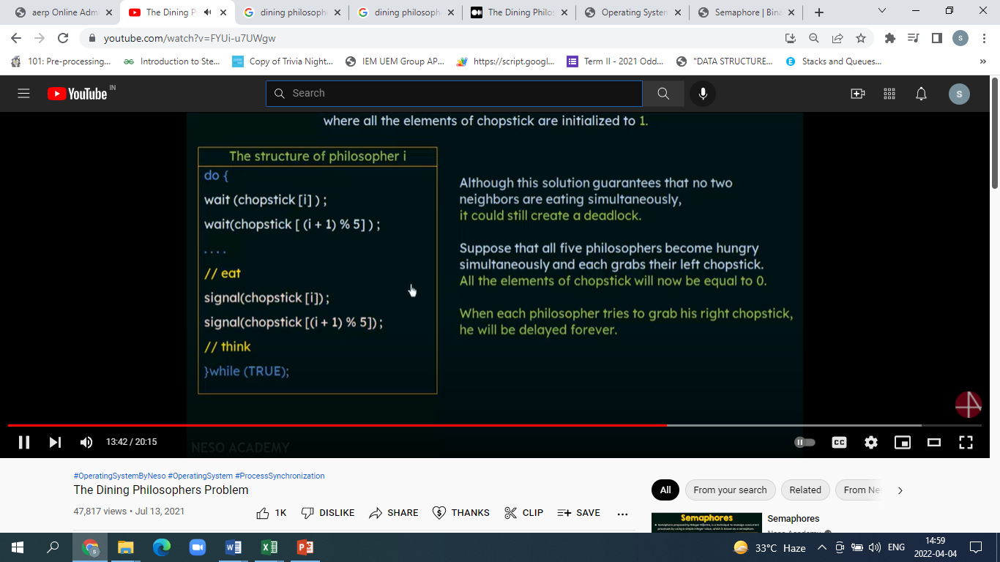 aerp Online Adm
The Dining P
dining philosoph
dining philosoph
The Dining Philos
Operating System
Semaphore | Bina
youtube.com/watch?v=FYUi-u7UWgw
S
101: Pre-processing...
Introduction to Ste...
Copy of Trivia Night...
IEM UEM Group AP...
https://script.googl...
Term II - 2021 Odd...
"DATA STRUCTURE...
Stacks and Queues...
»
YouTube IN
Search
S
where all the elements of chopstick are initialized to 1.
The structure of philosopher i
do {
wait (chopstick [i] ) ;
wait(chopstick [ (i + 1) % 5] ) ;
. . . .
// eat
signal(chopstick [i]) ;
signal(chopstick [(i + 1) % 5]) ;
// think
}while (TRUE);
Although this solution guarantees that no two
neighbors are eating simultaneously,
it could still create a deadlock.
Suppose that all five philosophers become hungry
simultaneously and each grabs their left chopstick.
All the elements of chopstick will now be equal to 0.
When each philosopher tries to grab his right chopstick,
he will be delayed forever.
NESO ACADEMY
13:42 / 20:15
CC
#OperatingSystemByNeso #OperatingSystem #ProcessSynchronization
The Dining Philosophers Problem
47,817 views • Jul 13, 2021
1K
DISLIKE
SHARE
THANKS
CLIP
SAVE
...
All
From your search
Related
From Ne
Semaphores
Semaphores
Neso Academy
33°C Haze
ENG
14:59
2022-04-04